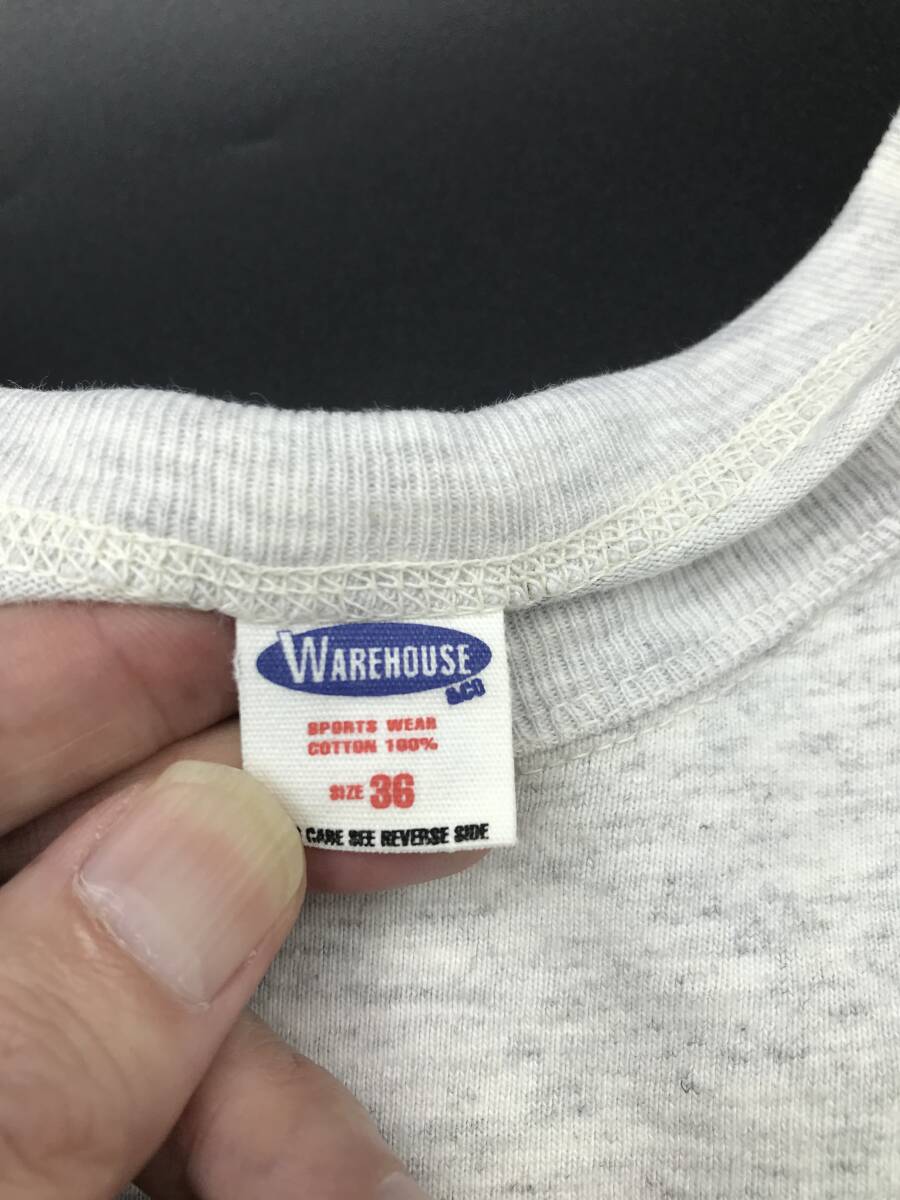 WAREHOUSE
&CO
SPORTS WEAR
COTTON 100%
SIZE 36
CARE SEE REVERSE SIDE